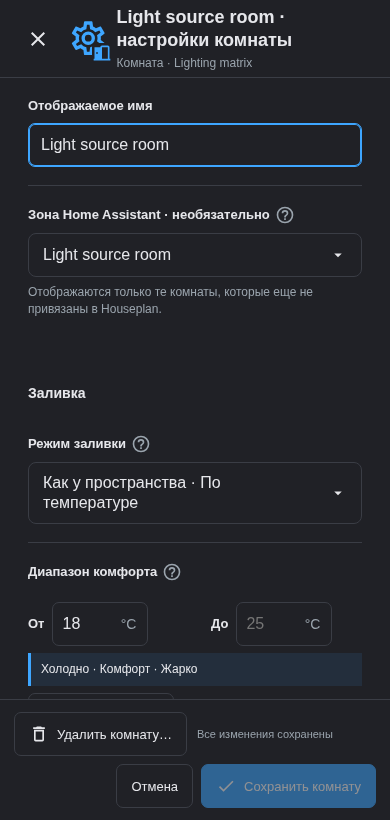 Light source room ·
настройки комнаты
Комната · Lighting matrix
Отображаемое имя
Light source room
Зона Home Assistant · необязательно
Light source room
Отображаются только те комнаты, которые еще не
привязаны в Houseplan.
Заливка
Режим заливки
Как у пространства · По
температуре
Диапазон комфорта
От 18 °C До 25 °C
Холодно · Комфорт · Жарко
Удалить комнату… Все изменения сохранены
Отмена Сохранить комнату